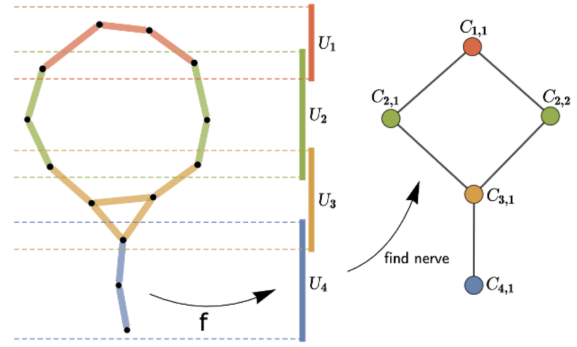 U₁
U₂
U₃
U₄
f
find nerve
C₁,₁
C₂,₁
C₂,₂
C₃,₁
C₄,₁